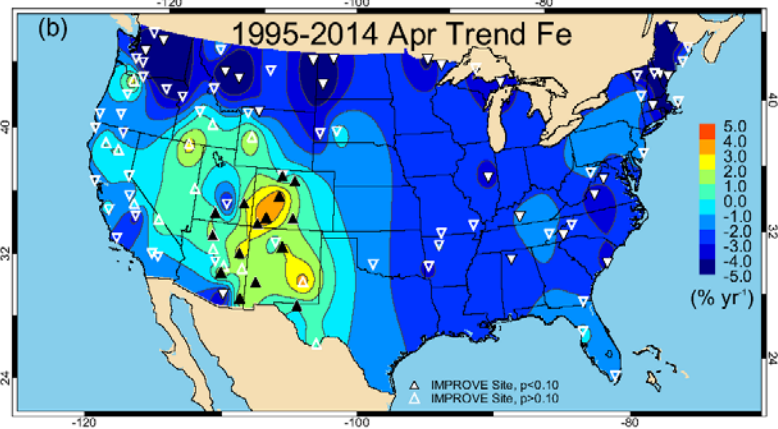 -120 -100 -80
(b) 1995-2014 Apr Trend Fe
40 40
5.0
4.0
3.0
2.0
1.0
0.0
-1.0
-2.0
-3.0
-4.0
-5.0
(% yr⁻¹)
32 32
24 24
IMPROVE Site, p<0.10
IMPROVE Site, p>0.10
-120 -100 -80